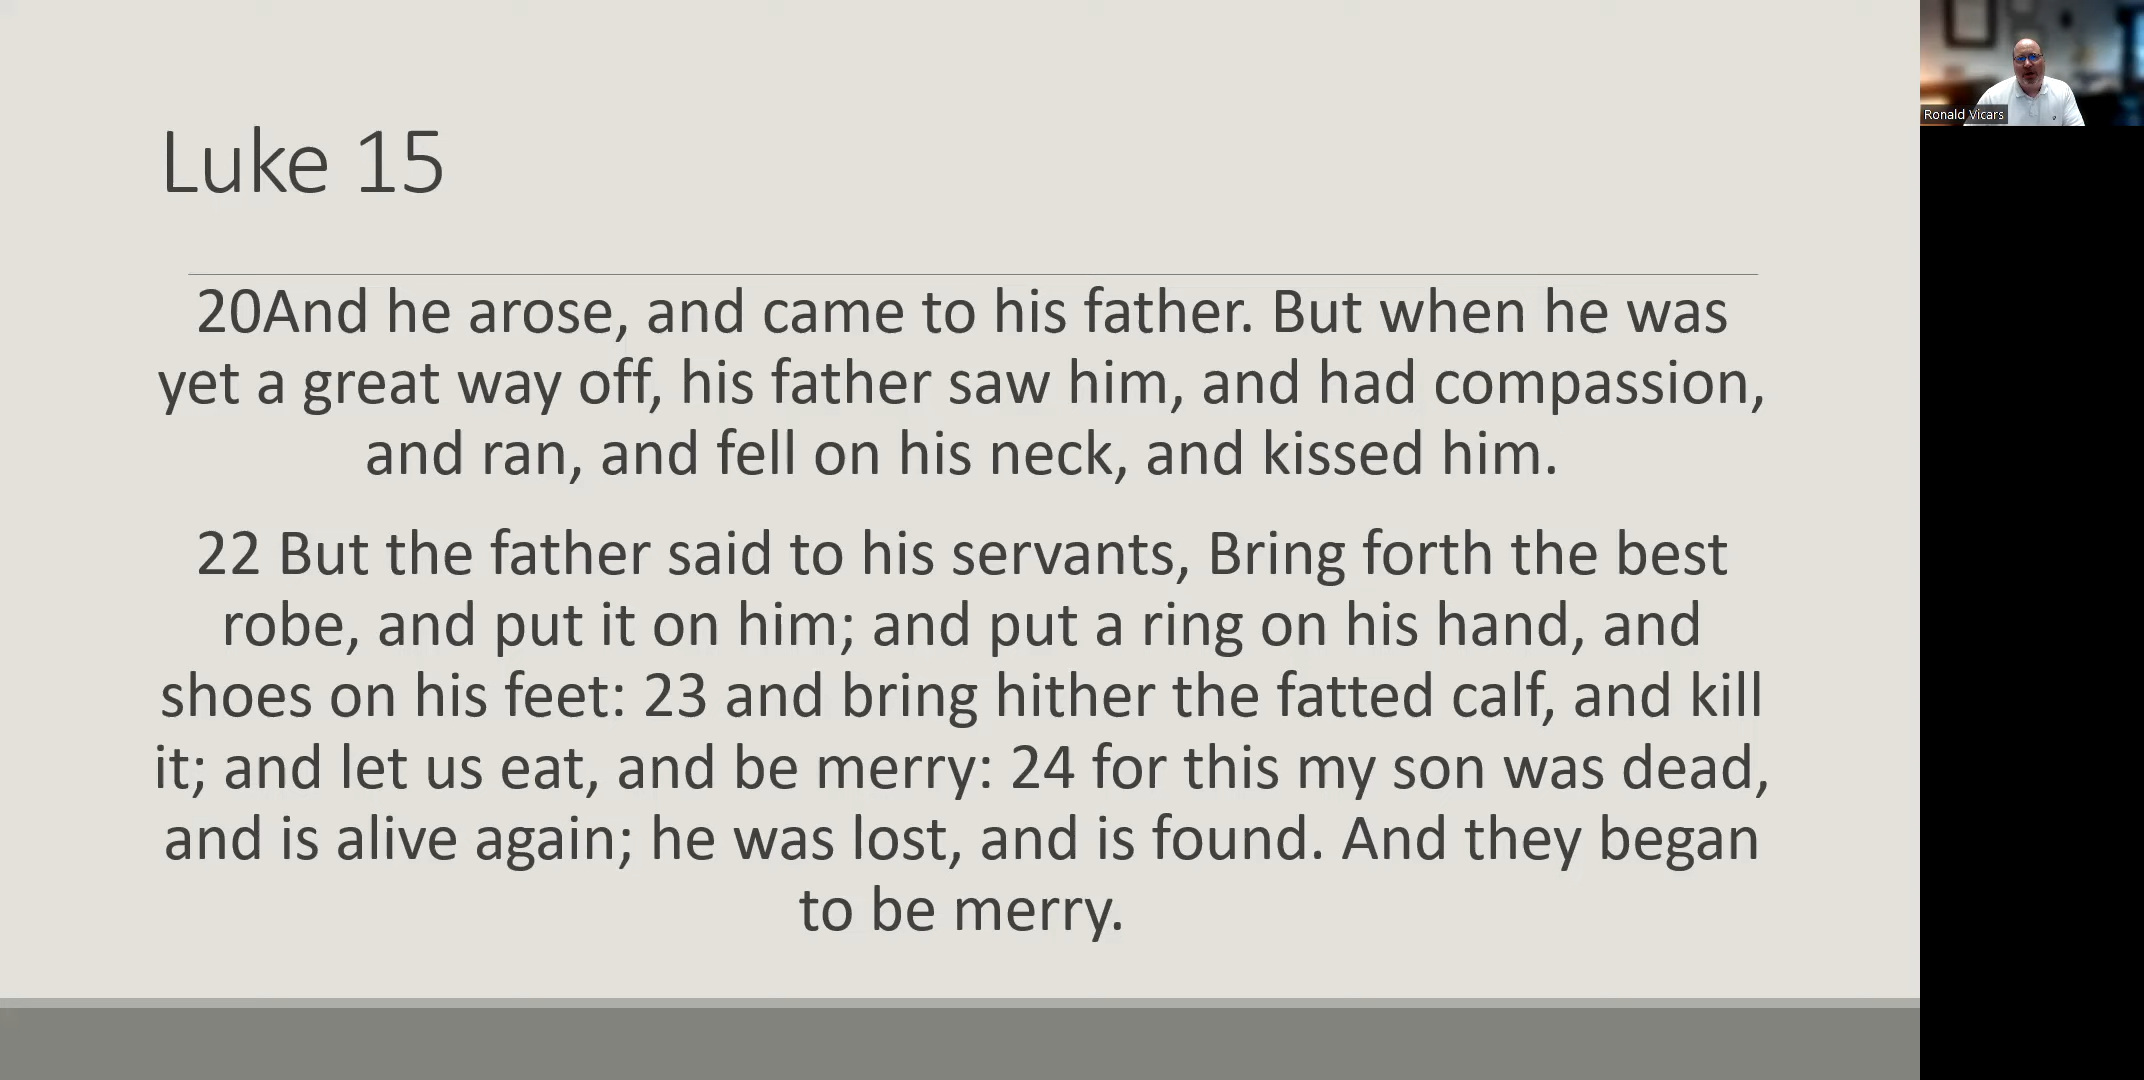 Luke 15
20And he arose, and came to his father. But when he was
yet a great way off, his father saw him, and had compassion,
and ran, and fell on his neck, and kissed him.
22 But the father said to his servants, Bring forth the best
robe, and put it on him; and put a ring on his hand, and
shoes on his feet: 23 and bring hither the fatted calf, and kill
it; and let us eat, and be merry: 24 for this my son was dead,
and is alive again; he was lost, and is found. And they began
to be merry.
Ronald Vicars